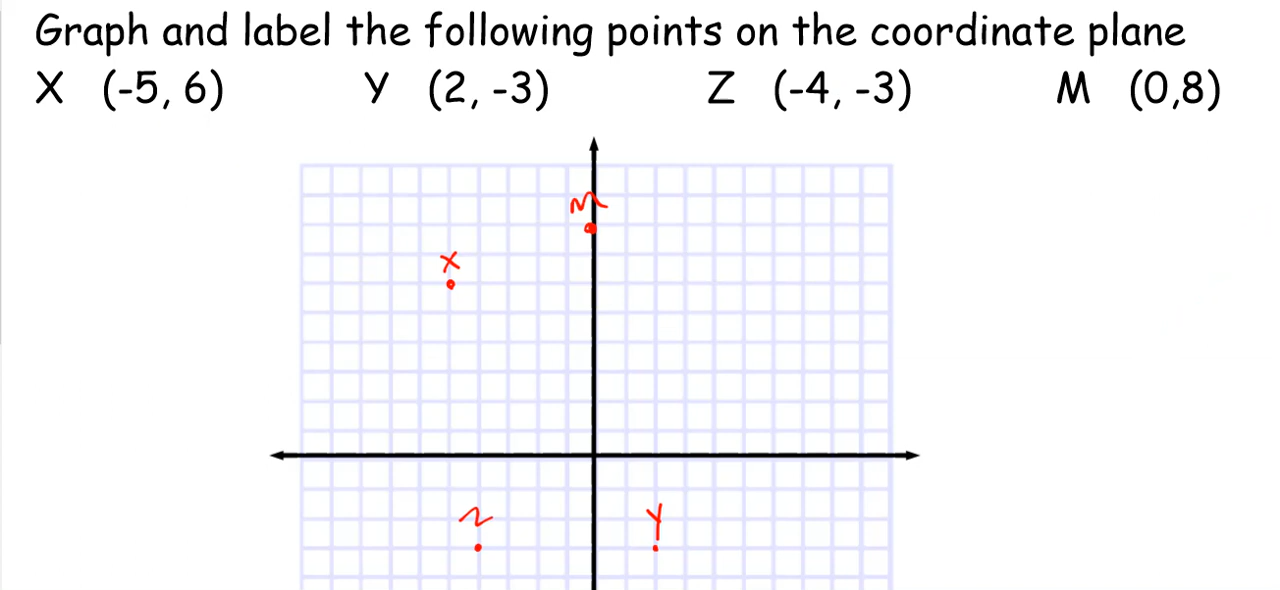 Graph and label the following points on the coordinate plane
X (-5, 6) Y (2, -3) Z (-4, -3) M (0,8)
M
X
Z Y